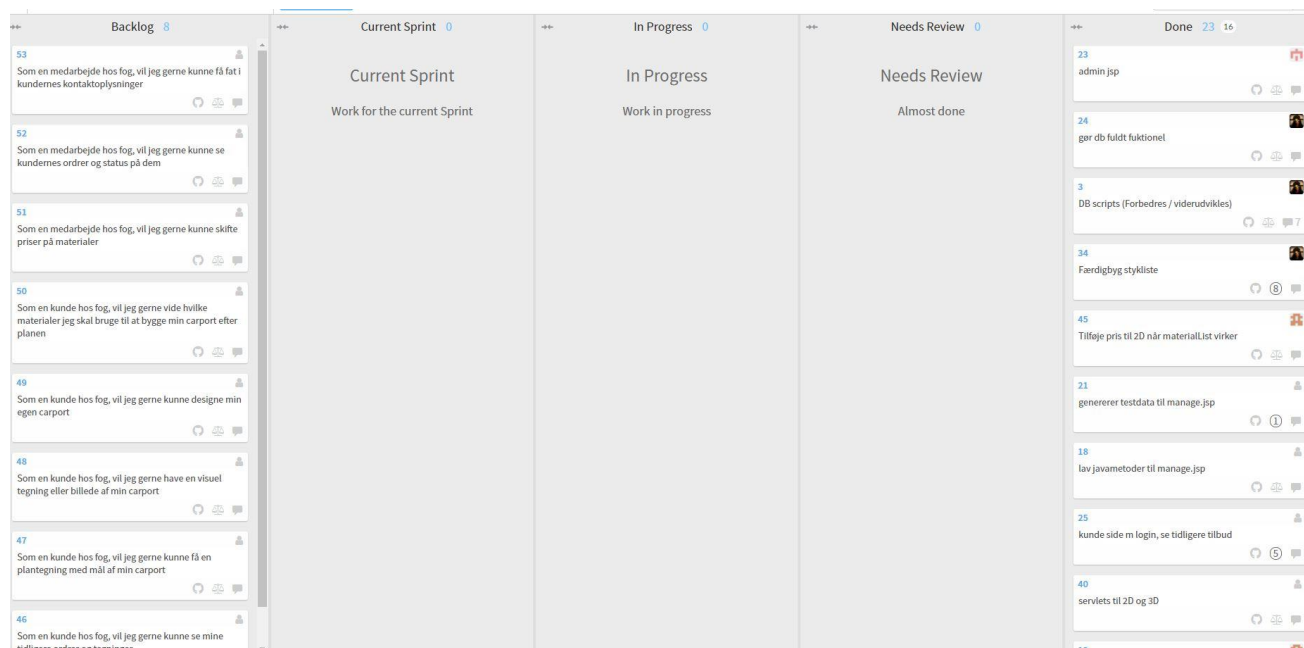 Backlog 8
53
Som en medarbejde hos fog, vil jeg gerne kunne få fat i
kundernes kontaktoplysninger
52
Som en medarbejde hos fog, vil jeg gerne kunne se
kundernes ordrer og status på dem
51
Som en medarbejde hos fog, vil jeg gerne kunne skifte
priser på materialer
50
Som en kunde hos fog, vil jeg gerne vide hvilke
materialer jeg skal bruge til at bygge min carport efter
planen
49
Som en kunde hos fog, vil jeg gerne kunne designe min
egen carport
48
Som en kunde hos fog, vil jeg gerne have en visuel
tegning eller billede af min carport
47
Som en kunde hos fog, vil jeg gerne kunne få en
plantegning med mål af min carport
46
Som en kunde hos fog, vil jeg gerne kunne se mine
tidligere ordrer og tegninger
Current Sprint 0
Current Sprint
Work for the current Sprint
In Progress 0
In Progress
Work in progress
Needs Review 0
Needs Review
Almost done
Done 23 16
23
admin jsp
24
gør db fuldt fuktionel
3
DB scripts (Forbedres / viderudvikles)
7
34
Færdigbyg stykliste
8
45
Tilføje pris til 2D når materialList virker
21
genererer testdata til manage.jsp
1
18
lav javametoder til manage.jsp
25
kunde side m login, se tidligere tilbud
5
40
servlets til 2D og 3D